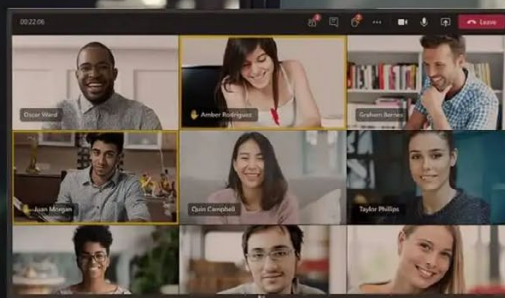 00:22:06
Leave
Oscar Ward
Amber Rodriguez
Graham Barnes
Juan Morgan
Quin Campbell
Taylor Phillips